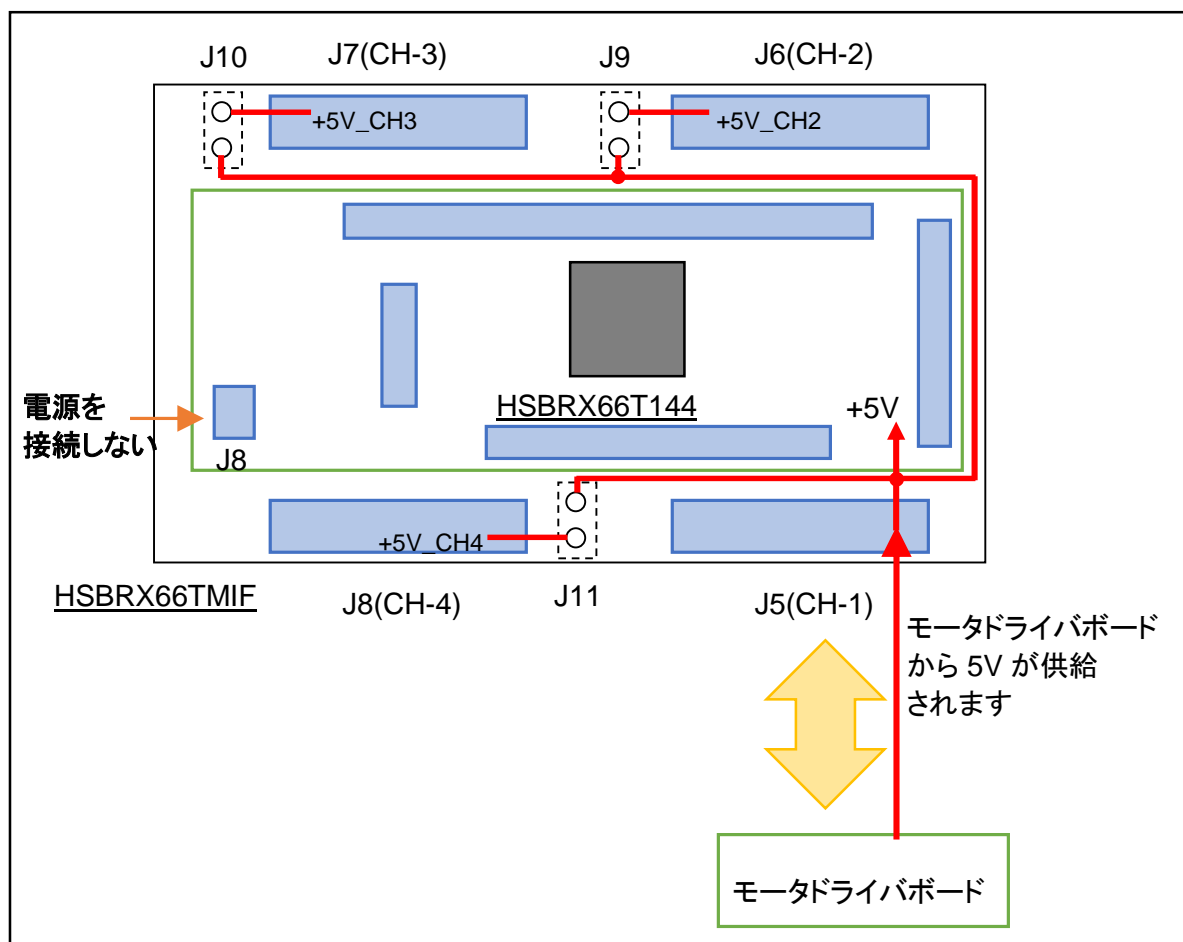 J10
J7(CH-3)
J9
J6(CH-2)
+5V_CH3
+5V_CH2
電源を
接続しない
J8
HSBRX66T144
+5V
+5V_CH4
HSBRX66TMIF
J8(CH-4)
J11
J5(CH-1)
モータドライバボード
から 5V が供給
されます
モータドライバボード